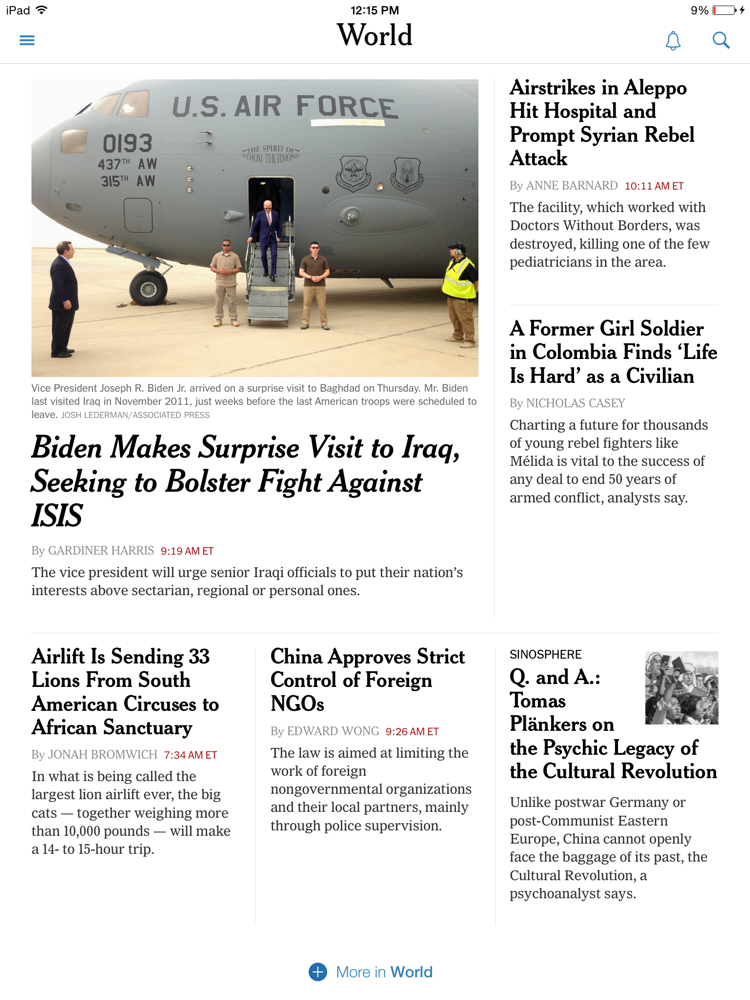 iPad 12:15 PM 9%
World
U.S. AIR FORCE
0193
437TH AW
315TH AW
THE SPIRIT OF
STROM THURMOND
Vice President Joseph R. Biden Jr. arrived on a surprise visit to Baghdad on Thursday. Mr. Biden
last visited Iraq in November 2011, just weeks before the last American troops were scheduled to
leave. JOSH LEDERMAN/ASSOCIATED PRESS
Biden Makes Surprise Visit to Iraq,
Seeking to Bolster Fight Against
ISIS
By GARDINER HARRIS 9:19 AM ET
The vice president will urge senior Iraqi officials to put their nation's
interests above sectarian, regional or personal ones.
Airstrikes in Aleppo
Hit Hospital and
Prompt Syrian Rebel
Attack
By ANNE BARNARD 10:11 AM ET
The facility, which worked with
Doctors Without Borders, was
destroyed, killing one of the few
pediatricians in the area.
A Former Girl Soldier
in Colombia Finds ‘Life
Is Hard’ as a Civilian
By NICHOLAS CASEY
Charting a future for thousands
of young rebel fighters like
Mélida is vital to the success of
any deal to end 50 years of
armed conflict, analysts say.
Airlift Is Sending 33
Lions From South
American Circuses to
African Sanctuary
By JONAH BROMWICH 7:34 AM ET
In what is being called the
largest lion airlift ever, the big
cats — together weighing more
than 10,000 pounds — will make
a 14- to 15-hour trip.
China Approves Strict
Control of Foreign
NGOs
By EDWARD WONG 9:26 AM ET
The law is aimed at limiting the
work of foreign
nongovernmental organizations
and their local partners, mainly
through police supervision.
SINOSPHERE
Q. and A.:
Tomas
Plänkers on
the Psychic Legacy of
the Cultural Revolution
Unlike postwar Germany or
post-Communist Eastern
Europe, China cannot openly
face the baggage of its past, the
Cultural Revolution, a
psychoanalyst says.
More in World